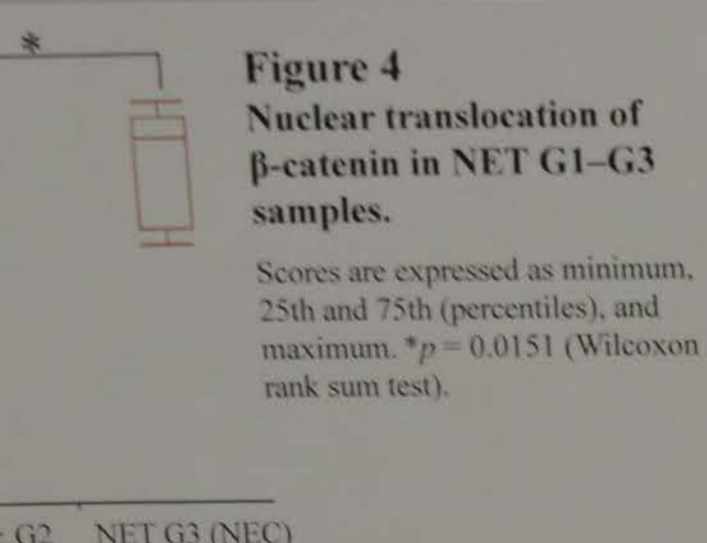 *
Figure 4
Nuclear translocation of
β-catenin in NET G1–G3
samples.
Scores are expressed as minimum,
25th and 75th (percentiles), and
maximum. *p = 0.0151 (Wilcoxon
rank sum test).
G2 NET G3 (NEC)